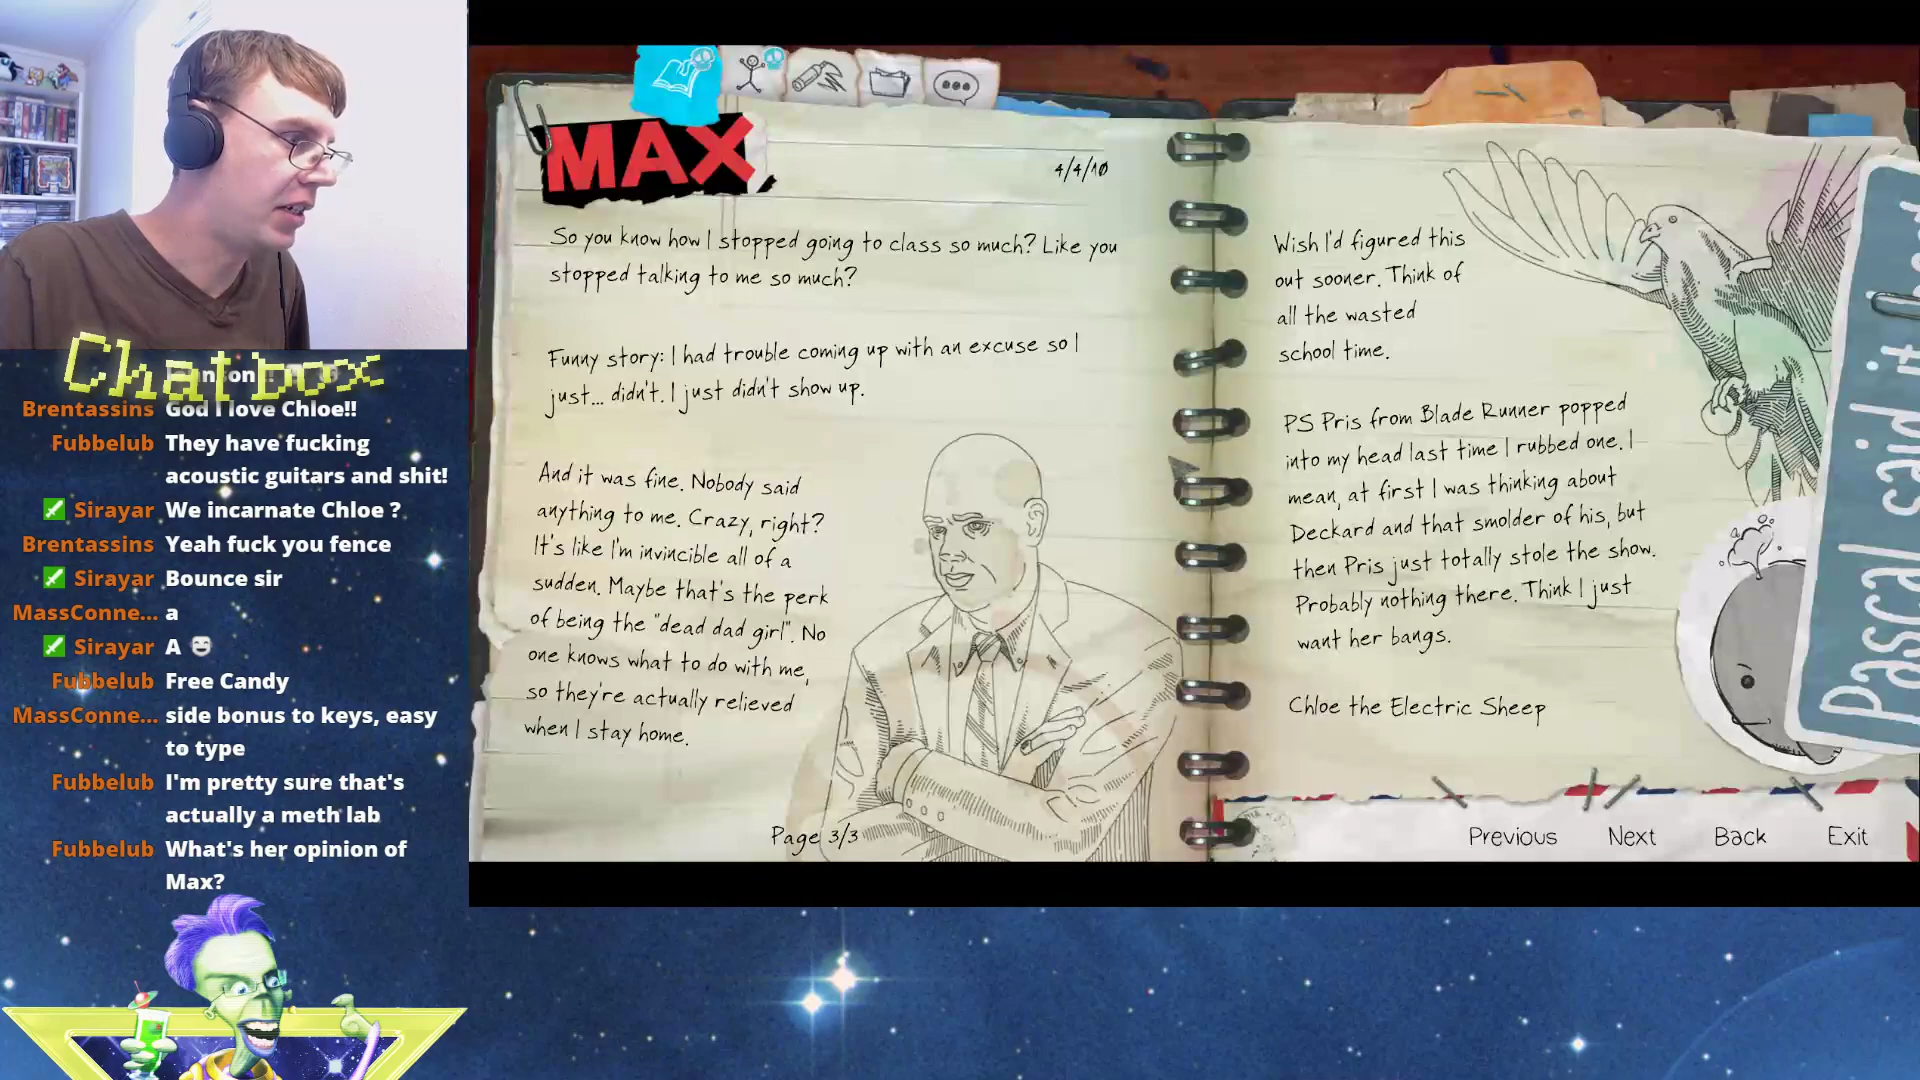 Chatbox
Brentassins God I love Chloe!!
Fubbelub They have fucking
acoustic guitars and shit!
Sirayar We incarnate Chloe ?
Brentassins Yeah fuck you fence
Sirayar Bounce sir
MassConne... a
Sirayar A
Fubbelub Free Candy
MassConne... side bonus to keys, easy
to type
Fubbelub I'm pretty sure that's
actually a meth lab
Fubbelub What's her opinion of
Max?
MAX
4/4/10
So you know how I stopped going to class so much? Like you
stopped talking to me so much?
Funny story: I had trouble coming up with an excuse so I
just... didn't. I just didn't show up.
And it was fine. Nobody said
anything to me. Crazy, right?
It's like I'm invincible all of a
sudden. Maybe that's the perk
of being the "dead dad girl". No
one knows what to do with me,
so they're actually relieved
when I stay home.
Page 3/3
Wish I'd figured this
out sooner. Think of
all the wasted
school time.
PS Pris from Blade Runner popped
into my head last time I rubbed one. I
mean, at first I was thinking about
Deckard and that smolder of his, but
then Pris just totally stole the show.
Probably nothing there. Think I just
want her bangs.
Chloe the Electric Sheep
Pascal said it
Previous Next Back Exit